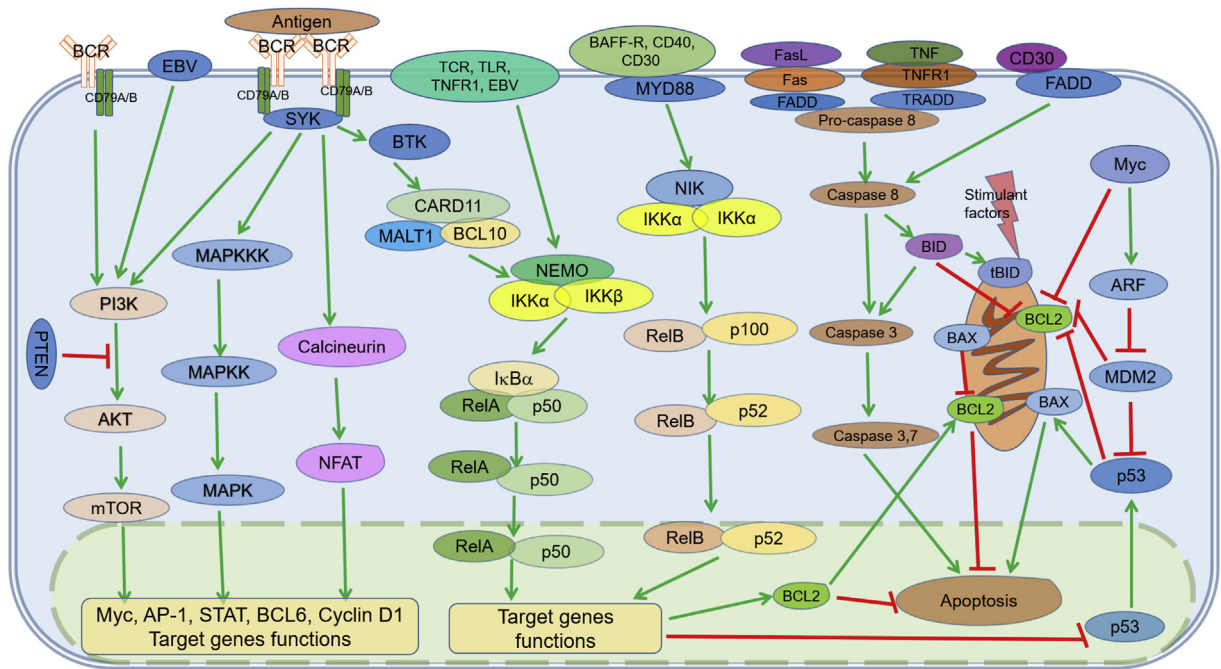 Antigen
BCR
EBV
BCR
BCR
CD79A/B
CD79A/B
CD79A/B
SYK
BTK
TCR, TLR,
TNFR1, EBV
BAFF-R, CD40,
CD30
MYD88
FasL
Fas
FADD
TNF
TNFR1
TRADD
Pro-caspase 8
CD30
FADD
CARD11
MALT1
BCL10
NIK
IKKα
IKKα
Caspase 8
Stimulant
factors
Myc
MAPKKK
NEMO
IKKα
IKKβ
BID
tBID
ARF
PI3K
PTEN
Calcineurin
RelB
p100
Caspase 3
BAX
BCL2
MAPKK
MDM2
IκBα
RelA
p50
RelB
p52
BCL2
BAX
AKT
Caspase 3,7
NFAT
RelA
p50
p53
MAPK
mTOR
RelA
p50
RelB
p52
Myc, AP-1, STAT, BCL6, Cyclin D1
Target genes functions
Target genes
functions
BCL2
Apoptosis
p53